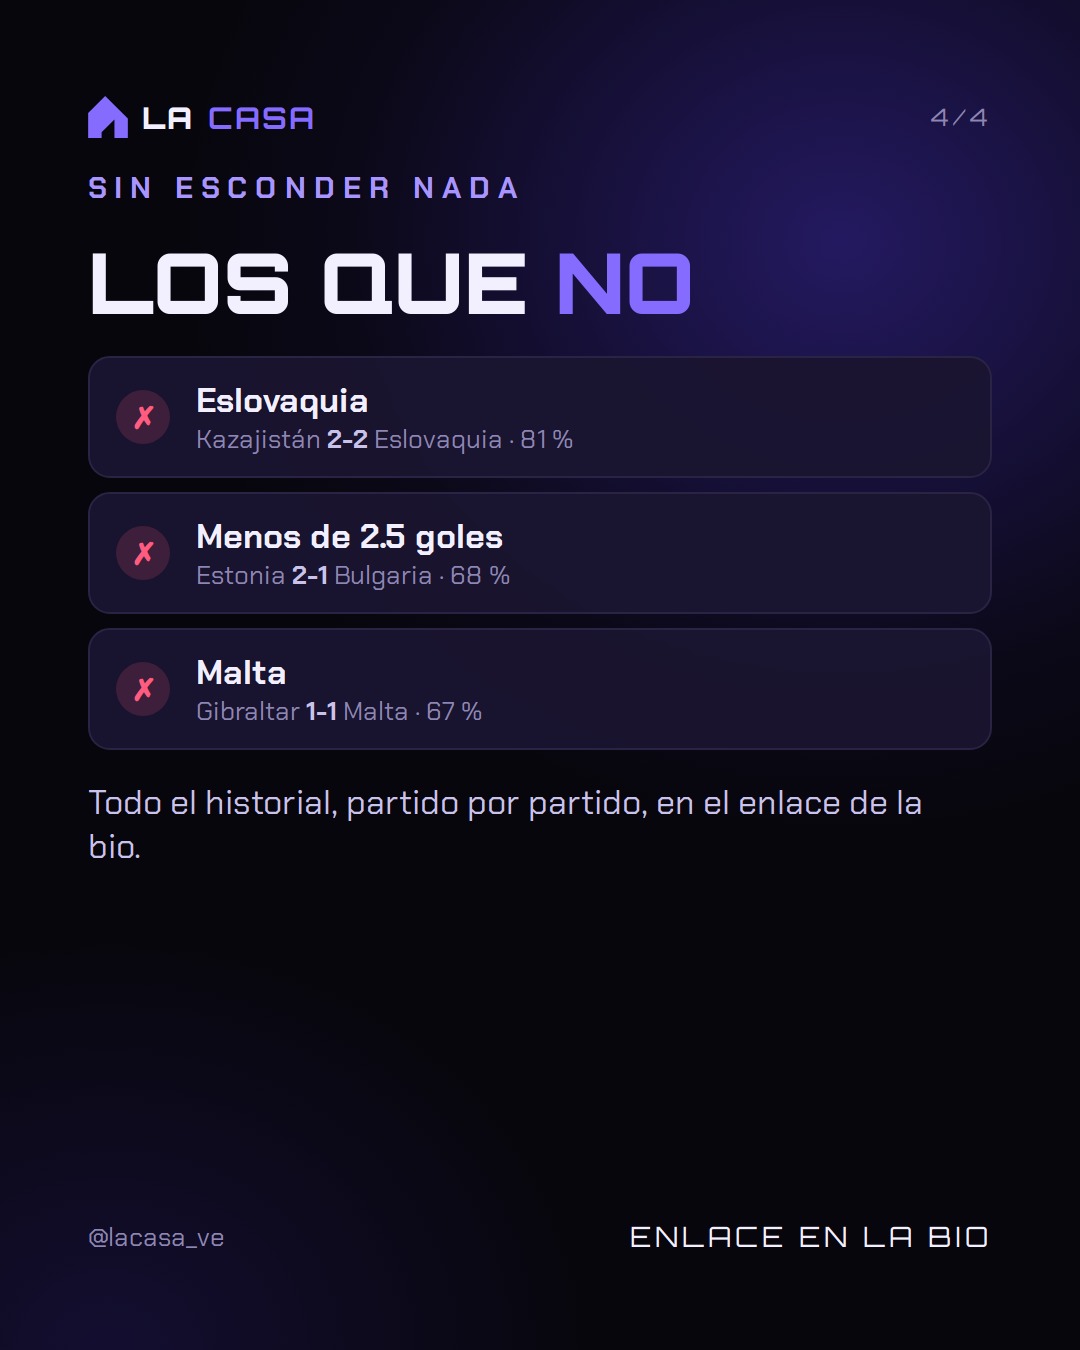 LA CASA
4/4
SIN ESCONDER NADA
LOS QUE NO
✗
Eslovaquia
Kazajistán 2-2 Eslovaquia · 81 %
✗
Menos de 2.5 goles
Estonia 2-1 Bulgaria · 68 %
✗
Malta
Gibraltar 1-1 Malta · 67 %
Todo el historial, partido por partido, en el enlace de la
bio.
@lacasa_ve
ENLACE EN LA BIO